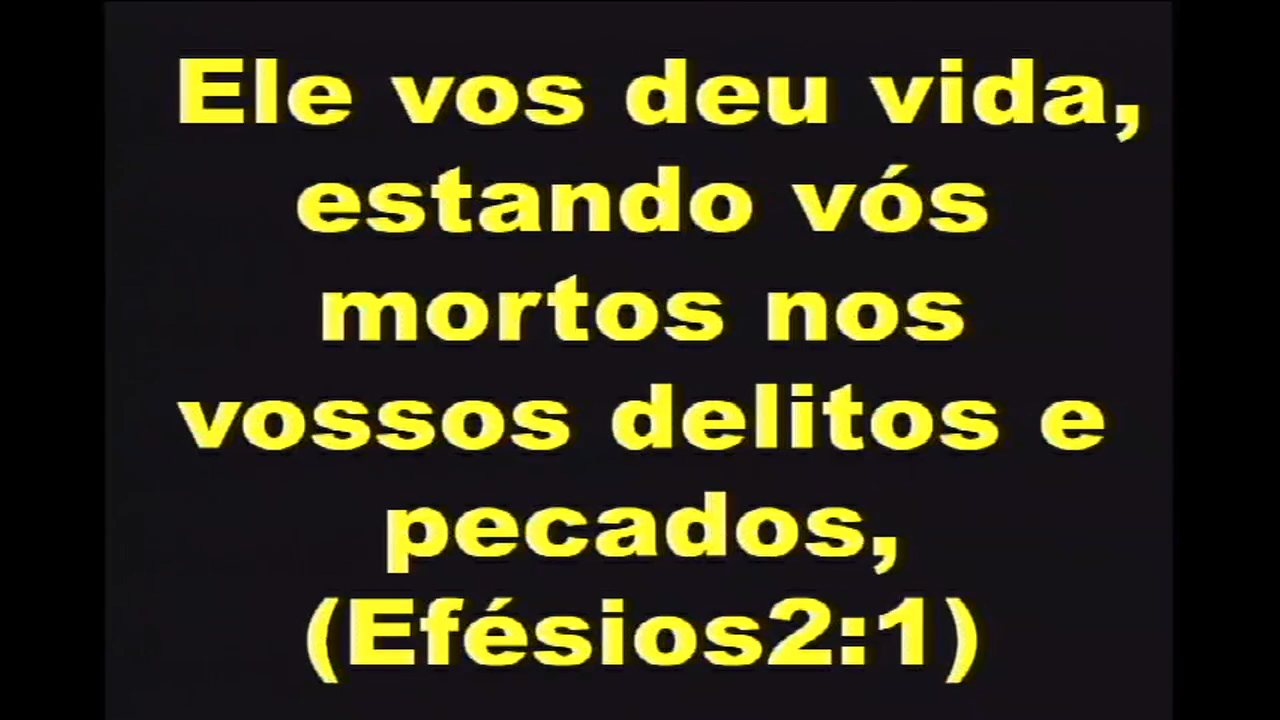 Ele vos deu vida,
estando vós
mortos nos
vossos delitos e
pecados,
(Efésios2:1)